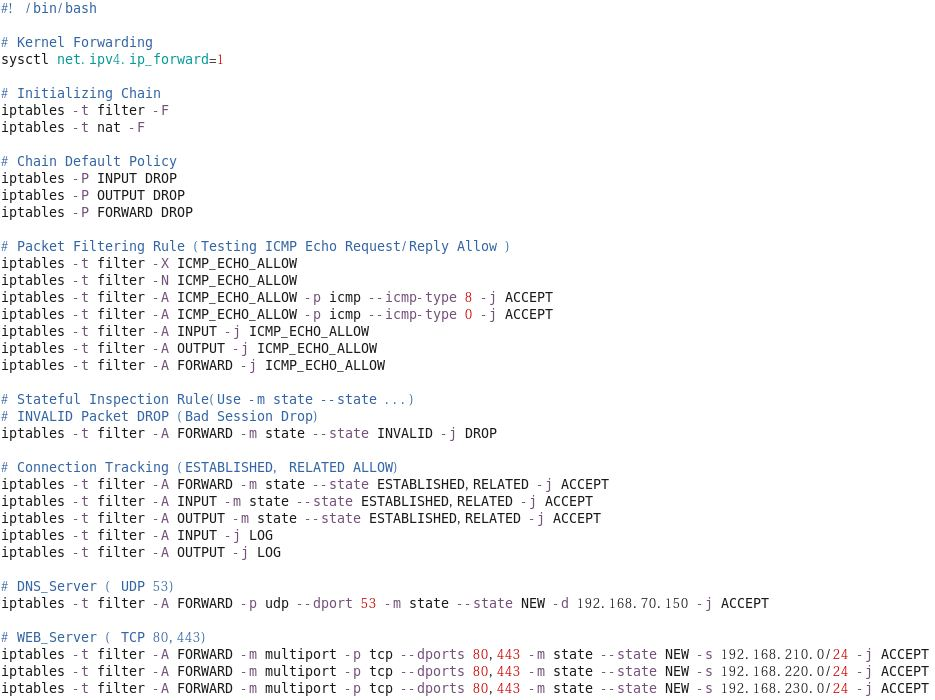 #! /bin/bash
# Kernel Forwarding
sysctl net.ipv4.ip_forward=1
# Initializing Chain
iptables -t filter -F
iptables -t nat -F
# Chain Default Policy
iptables -P INPUT DROP
iptables -P OUTPUT DROP
iptables -P FORWARD DROP
# Packet Filtering Rule (Testing ICMP Echo Request/Reply Allow )
iptables -t filter -X ICMP_ECHO_ALLOW
iptables -t filter -N ICMP_ECHO_ALLOW
iptables -t filter -A ICMP_ECHO_ALLOW -p icmp --icmp-type 8 -j ACCEPT
iptables -t filter -A ICMP_ECHO_ALLOW -p icmp --icmp-type 0 -j ACCEPT
iptables -t filter -A INPUT -j ICMP_ECHO_ALLOW
iptables -t filter -A OUTPUT -j ICMP_ECHO_ALLOW
iptables -t filter -A FORWARD -j ICMP_ECHO_ALLOW
# Stateful Inspection Rule(Use -m state --state ...)
# INVALID Packet DROP (Bad Session Drop)
iptables -t filter -A FORWARD -m state --state INVALID -j DROP
# Connection Tracking (ESTABLISHED, RELATED ALLOW)
iptables -t filter -A FORWARD -m state --state ESTABLISHED,RELATED -j ACCEPT
iptables -t filter -A INPUT -m state --state ESTABLISHED,RELATED -j ACCEPT
iptables -t filter -A OUTPUT -m state --state ESTABLISHED,RELATED -j ACCEPT
iptables -t filter -A INPUT -j LOG
iptables -t filter -A OUTPUT -j LOG
# DNS_Server ( UDP 53)
iptables -t filter -A FORWARD -p udp --dport 53 -m state --state NEW -d 192.168.70.150 -j ACCEPT
# WEB_Server ( TCP 80,443)
iptables -t filter -A FORWARD -m multiport -p tcp --dports 80,443 -m state --state NEW -s 192.168.210.0/24 -j ACCEPT
iptables -t filter -A FORWARD -m multiport -p tcp --dports 80,443 -m state --state NEW -s 192.168.220.0/24 -j ACCEPT
iptables -t filter -A FORWARD -m multiport -p tcp --dports 80,443 -m state --state NEW -s 192.168.230.0/24 -j ACCEPT